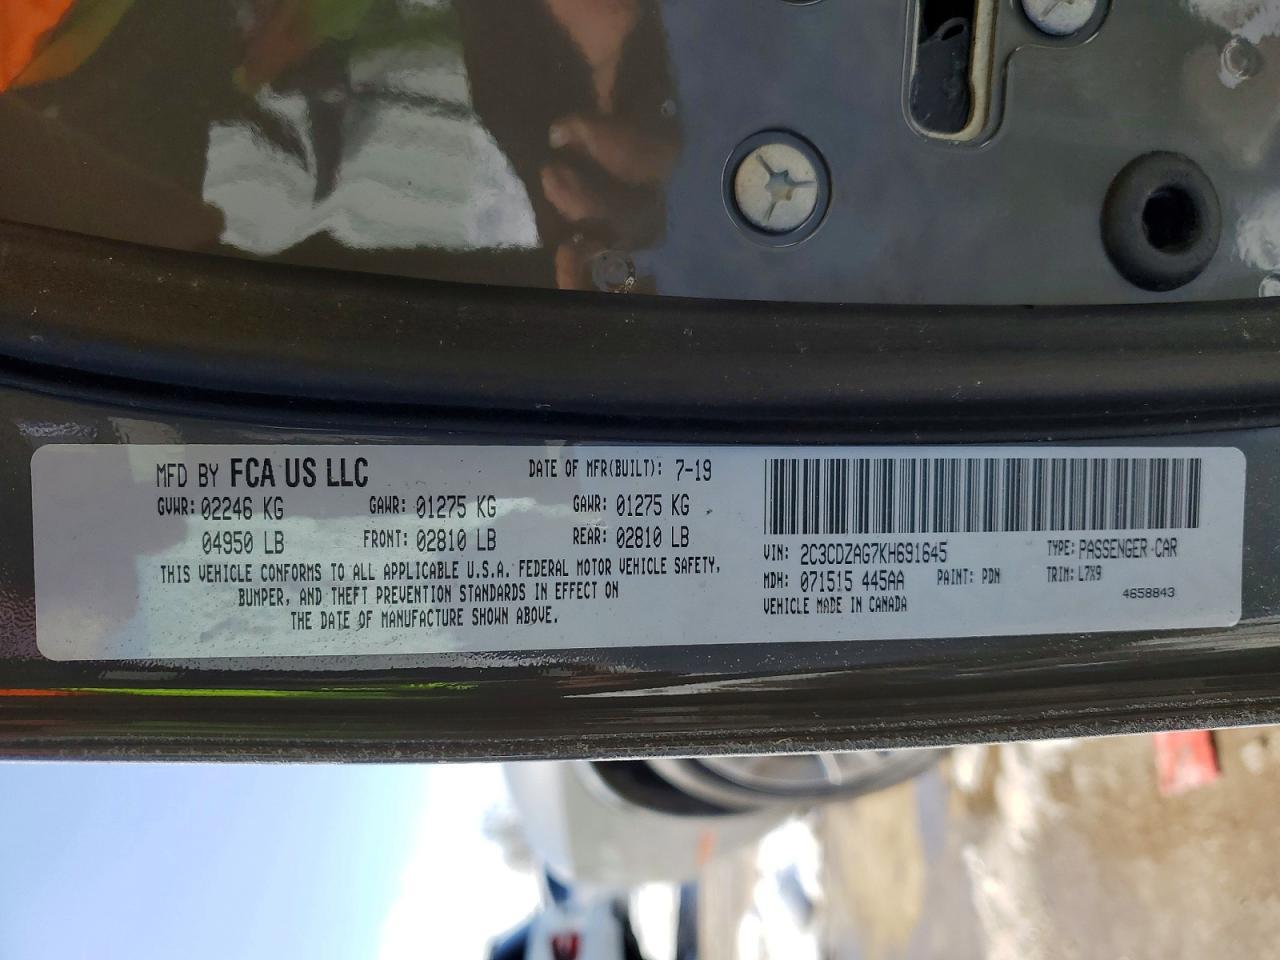 MFD BY FCA US LLC DATE OF MFR(BUILT): 7-19
GVWR: 02246 KG GAWR: 01275 KG GAWR: 01275 KG
04950 LB FRONT: 02810 LB REAR: 02810 LB
THIS VEHICLE CONFORMS TO ALL APPLICABLE U.S.A. FEDERAL MOTOR VEHICLE SAFETY,
BUMPER, AND THEFT PREVENTION STANDARDS IN EFFECT ON
THE DATE OF MANUFACTURE SHOWN ABOVE.
VIN: 2C3CDZAG7KH691645 TYPE: PASSENGER CAR
MDH: 071515 445AA PAINT: PDN TRIM: L7X9
VEHICLE MADE IN CANADA 4658843